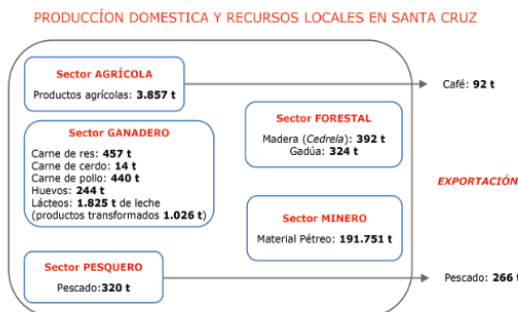 PRODUCCÍON DOMESTICA Y RECURSOS LOCALES EN SANTA CRUZ
Sector AGRÍCOLA
Productos agrícolas: 3.857 t
Café: 92 t
Sector GANADERO
Carne de res: 457 t
Carne de cerdo: 14 t
Carne de pollo: 440 t
Huevos: 244 t
Lácteos: 1.825 t de leche
(productos transformados 1.026 t)
Sector FORESTAL
Madera (Cedrela): 392 t
Gadúa: 324 t
EXPORTACIÓN
Sector MINERO
Material Pétreo: 191.751 t
Sector PESQUERO
Pescado:320 t
Pescado: 266 t